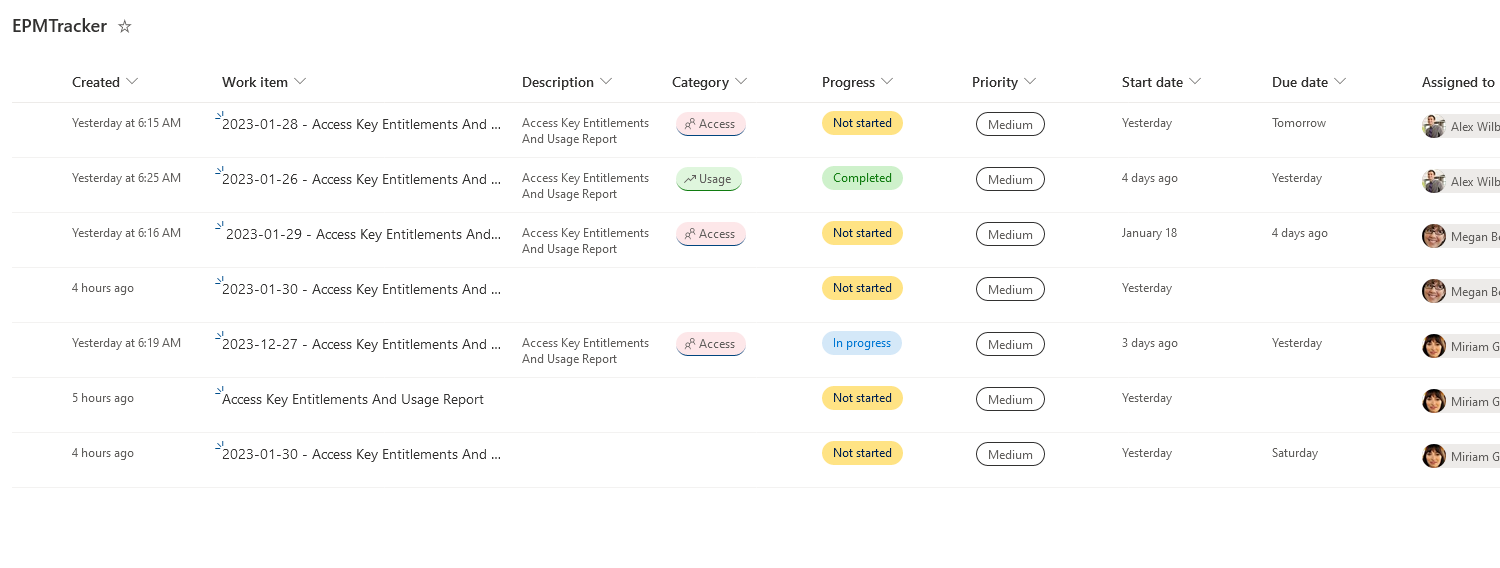 EPMTracker
Created Work item Description Category Progress Priority Start date Due date Assigned to
Yesterday at 6:15 AM 2023-01-28 - Access Key Entitlements And ... Access Key Entitlements Access Not started Medium Yesterday Tomorrow Alex Wilb
And Usage Report
Yesterday at 6:25 AM 2023-01-26 - Access Key Entitlements And ... Access Key Entitlements Usage Completed Medium 4 days ago Yesterday Alex Wilb
And Usage Report
Yesterday at 6:16 AM 2023-01-29 - Access Key Entitlements And... Access Key Entitlements Access Not started Medium January 18 4 days ago Megan Be
And Usage Report
4 hours ago 2023-01-30 - Access Key Entitlements And ... Not started Medium Yesterday Megan Be
Yesterday at 6:19 AM 2023-12-27 - Access Key Entitlements And ... Access Key Entitlements Access In progress Medium 3 days ago Yesterday Miriam G
And Usage Report
5 hours ago Access Key Entitlements And Usage Report Not started Medium Yesterday Miriam G
4 hours ago 2023-01-30 - Access Key Entitlements And ... Not started Medium Yesterday Saturday Miriam G